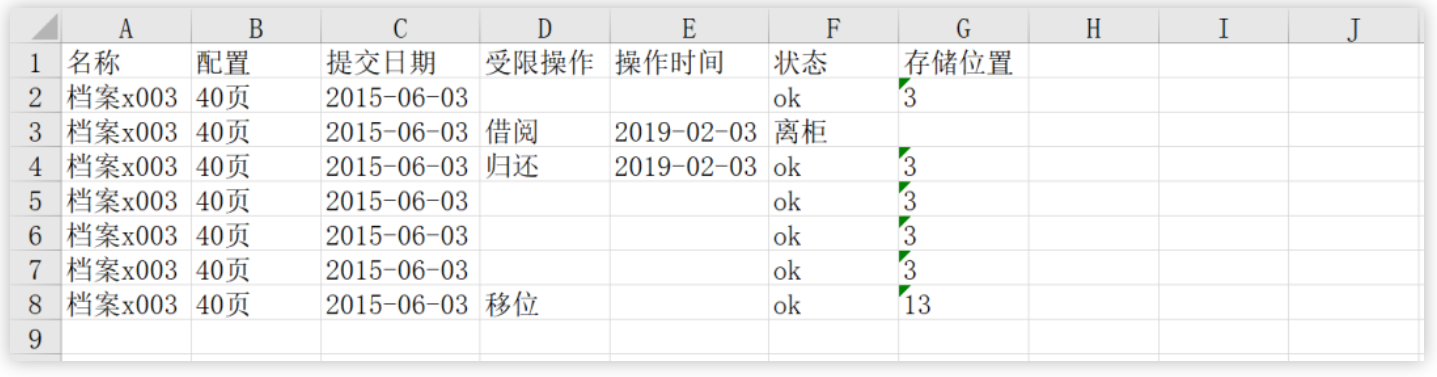 A B C D E F G H I J
1 名称 配置 提交日期 受限操作 操作时间 状态 存储位置
2 档案x003 40页 2015-06-03 ok 3
3 档案x003 40页 2015-06-03 借阅 2019-02-03 离柜
4 档案x003 40页 2015-06-03 归还 2019-02-03 ok 3
5 档案x003 40页 2015-06-03 ok 3
6 档案x003 40页 2015-06-03 ok 3
7 档案x003 40页 2015-06-03 ok 3
8 档案x003 40页 2015-06-03 移位 ok 13
9